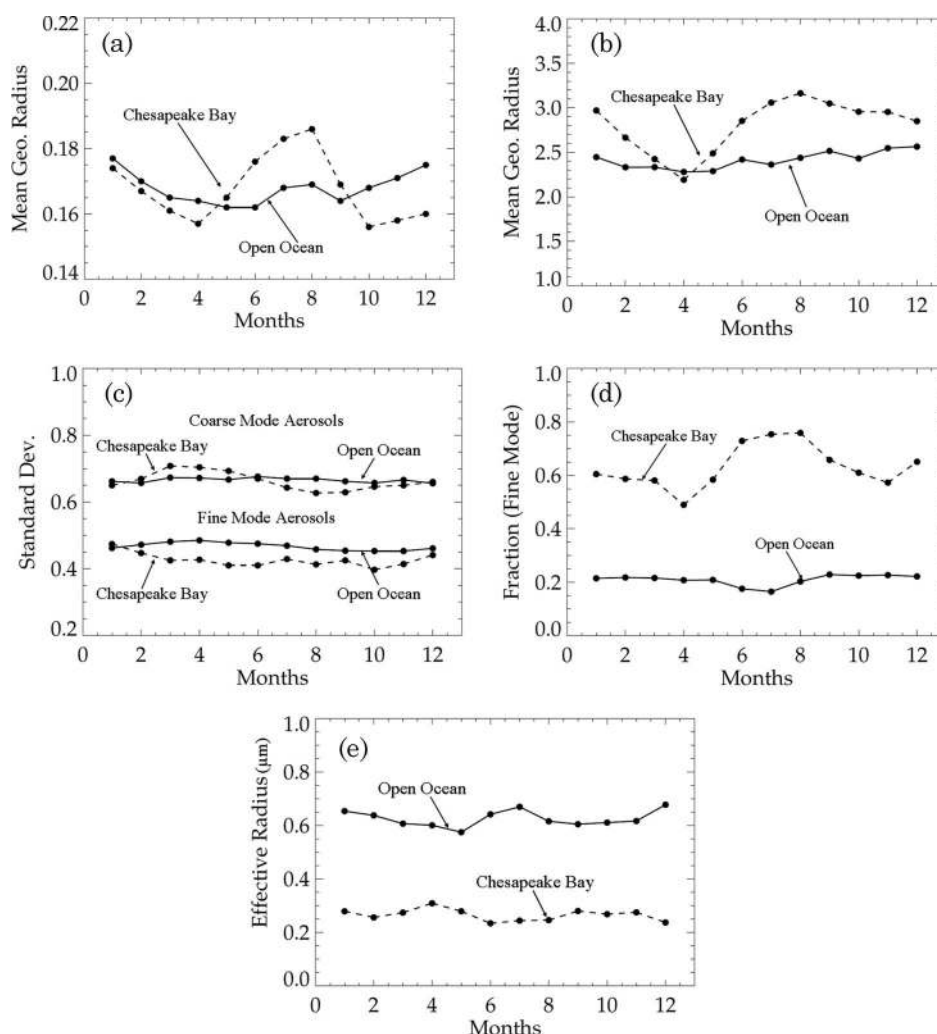 (a)
Mean Geo. Radius
0.22
0.20
0.18
0.16
0.14
Chesapeake Bay
Open Ocean
0 2 4 6 8 10 12
Months
(b)
Mean Geo. Radius
4.0
3.5
3.0
2.5
2.0
1.5
1.0
Chesapeake Bay
Open Ocean
0 2 4 6 8 10 12
Months
(c)
Standard Dev.
1.0
0.8
0.6
0.4
0.2
Coarse Mode Aerosols
Chesapeake Bay
Open Ocean
Fine Mode Aerosols
Chesapeake Bay
Open Ocean
0 2 4 6 8 10 12
Months
(d)
Fraction (Fine Mode)
1.0
0.8
0.6
0.4
0.2
0.0
Chesapeake Bay
Open Ocean
0 2 4 6 8 10 12
Months
(e)
Effective Radius (μm)
1.0
0.8
0.6
0.4
0.2
0.0
Open Ocean
Chesapeake Bay
0 2 4 6 8 10 12
Months